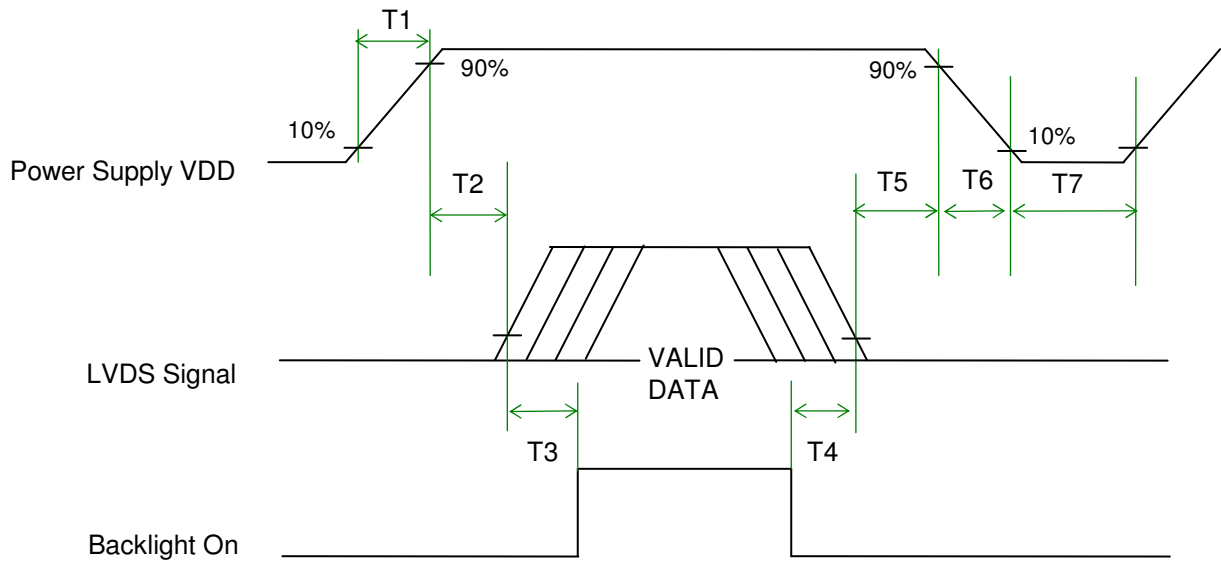 T1
90%
90%
10%
10%
Power Supply VDD
T2
T5
T6
T7
VALID
DATA
LVDS Signal
T3
T4
Backlight On